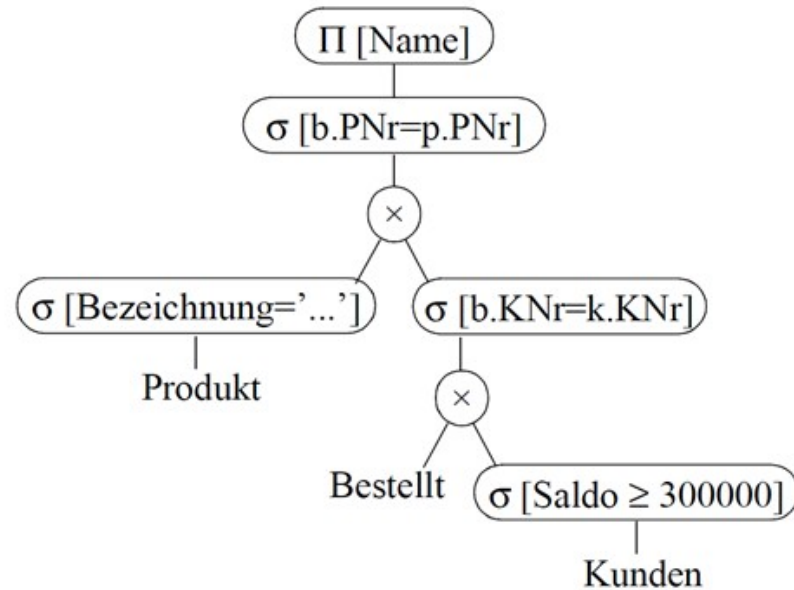 Π [Name]
σ [b.PNr=p.PNr]
×
σ [Bezeichnung='...’]
σ [b.KNr=k.KNr]
Produkt
×
Bestellt
σ [Saldo ≥ 300000]
Kunden